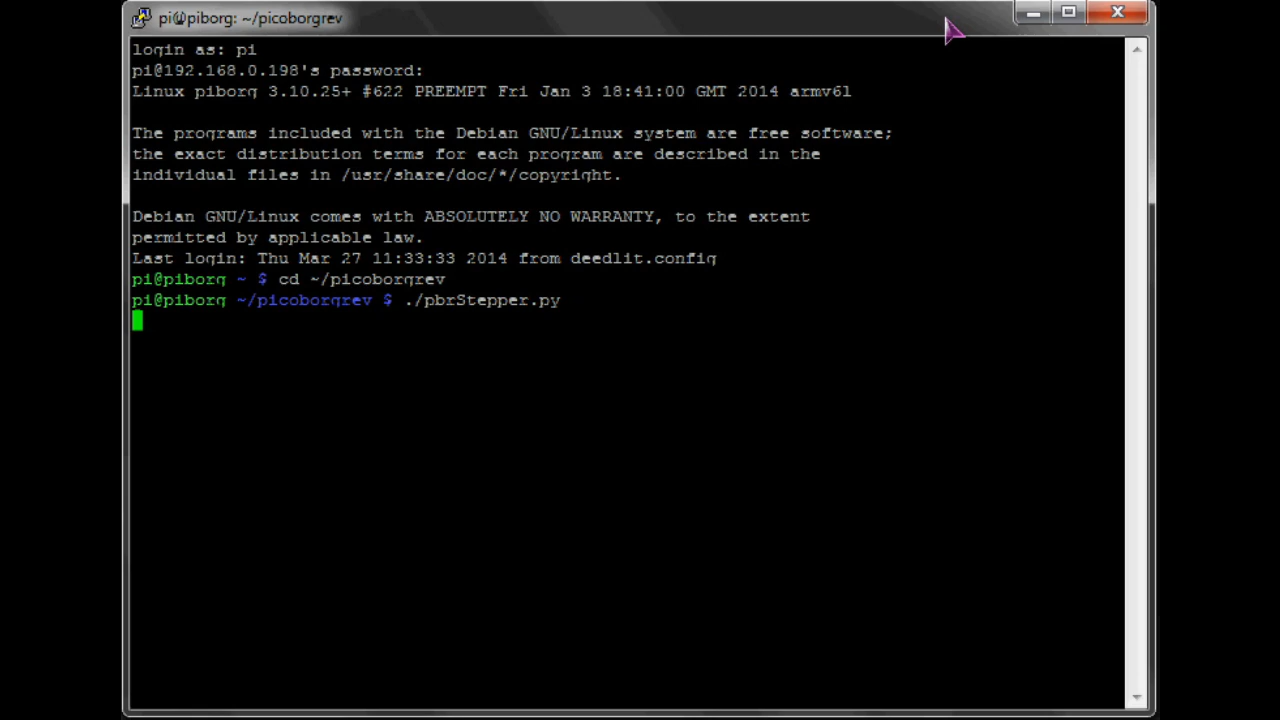 pi@piborg: ~/picoborgrev
login as: pi
pi@192.168.0.198's password:
Linux piborg 3.10.25+ #622 PREEMPT Fri Jan 3 18:41:00 GMT 2014 armv6l
The programs included with the Debian GNU/Linux system are free software;
the exact distribution terms for each program are described in the
individual files in /usr/share/doc/*/copyright.
Debian GNU/Linux comes with ABSOLUTELY NO WARRANTY, to the extent
permitted by applicable law.
Last login: Thu Mar 27 11:33:33 2014 from deedlit.config
pi@piborg ~ $ cd ~/picoborgrev
pi@piborg ~/picoborgrev $ ./pbrStepper.py